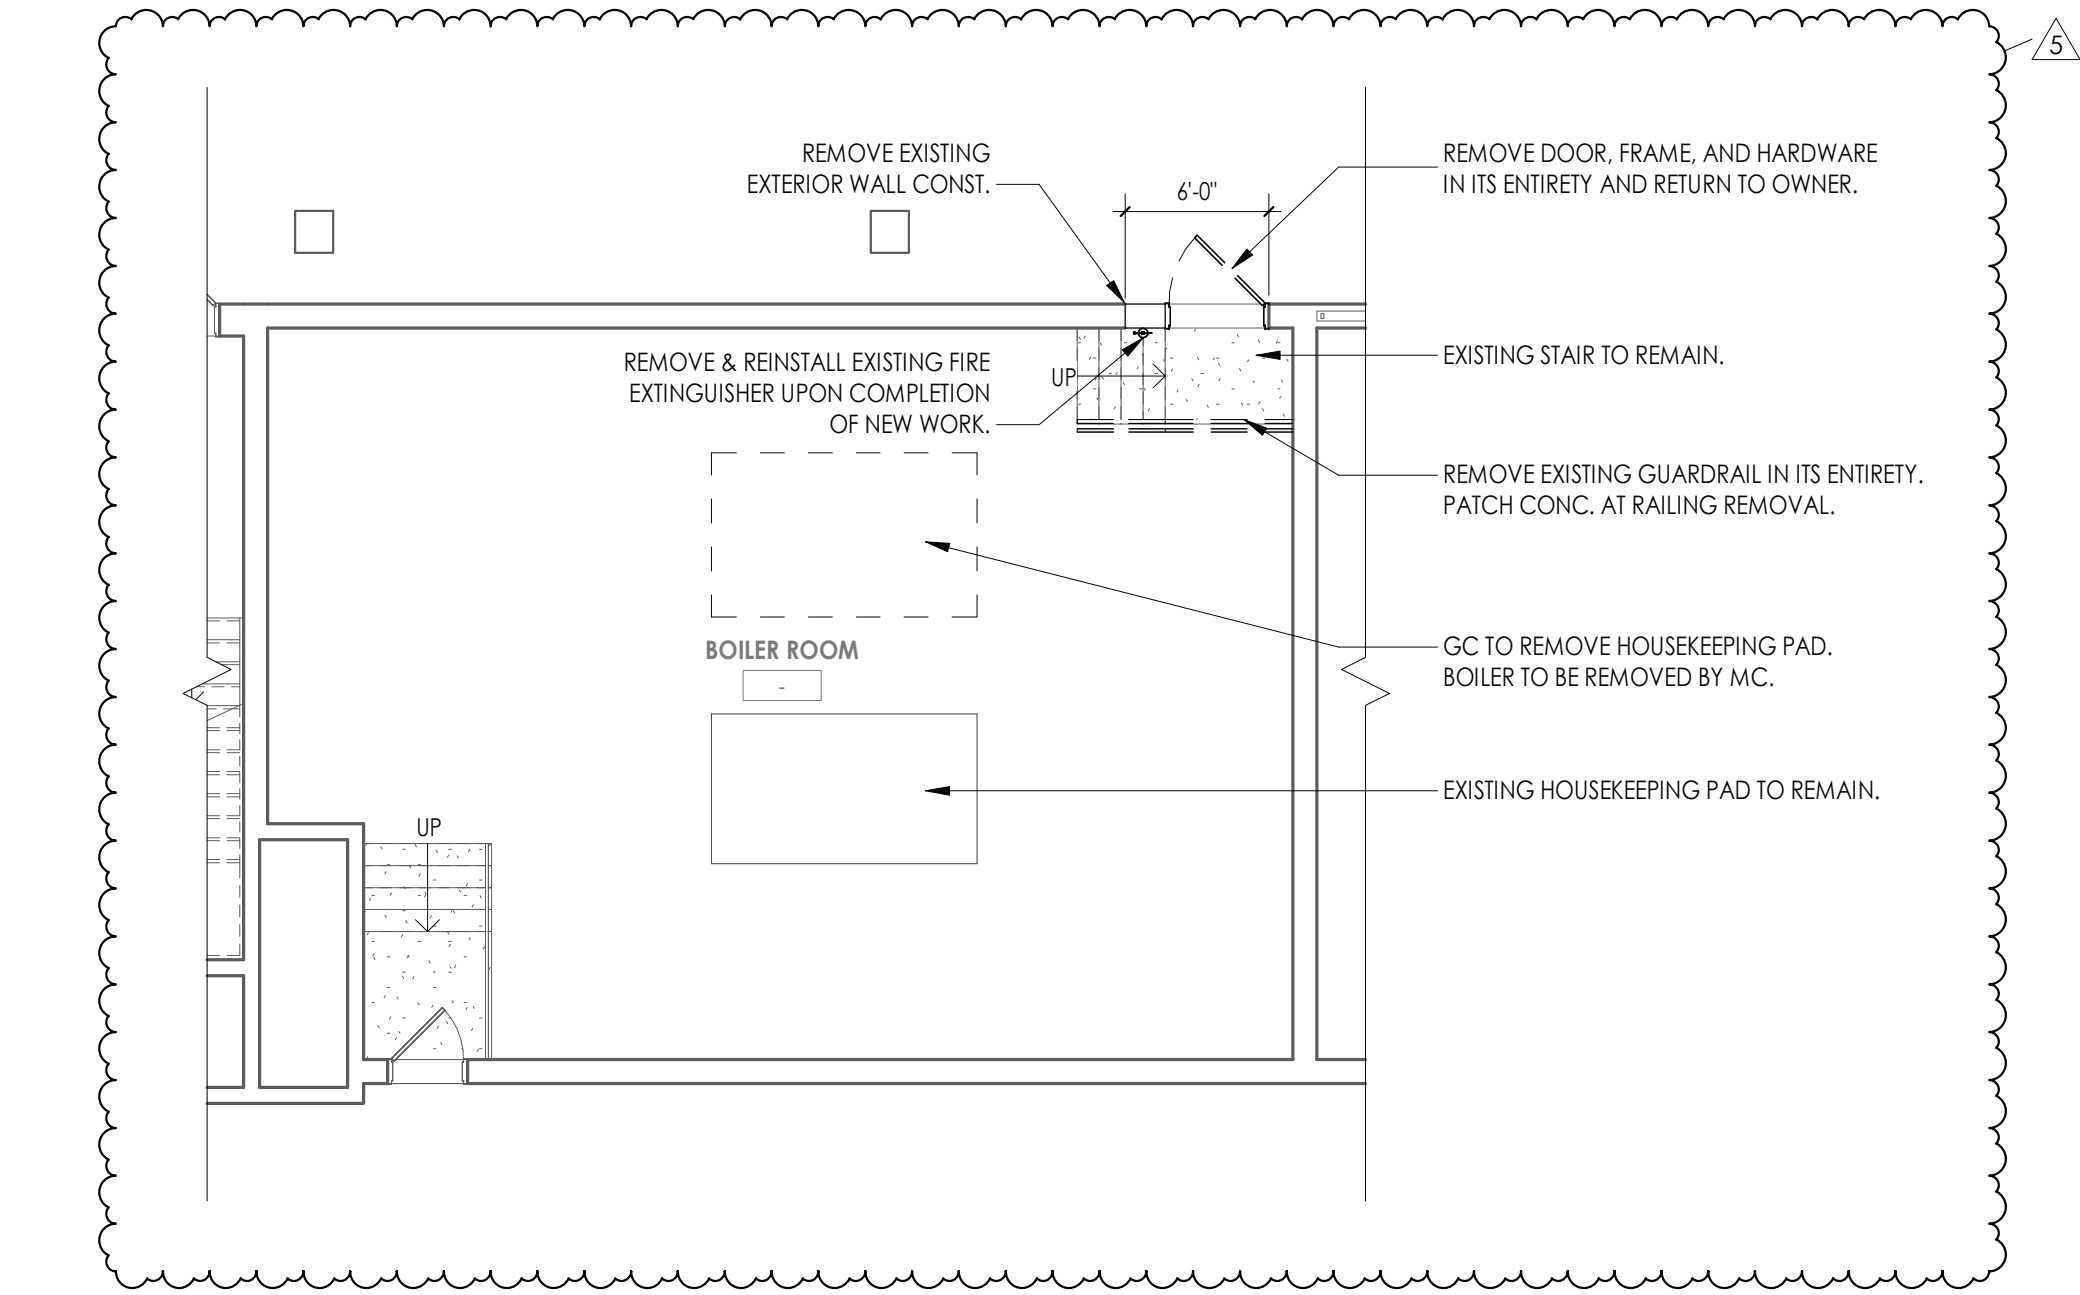 5
REMOVE EXISTING
EXTERIOR WALL CONST.
6'-0"
REMOVE DOOR, FRAME, AND HARDWARE
IN ITS ENTIRETY AND RETURN TO OWNER.
REMOVE & REINSTALL EXISTING FIRE
EXTINGUISHER UPON COMPLETION
OF NEW WORK.
UP
EXISTING STAIR TO REMAIN.
REMOVE EXISTING GUARDRAIL IN ITS ENTIRETY.
PATCH CONC. AT RAILING REMOVAL.
BOILER ROOM
-
GC TO REMOVE HOUSEKEEPING PAD.
BOILER TO BE REMOVED BY MC.
EXISTING HOUSEKEEPING PAD TO REMAIN.
UP